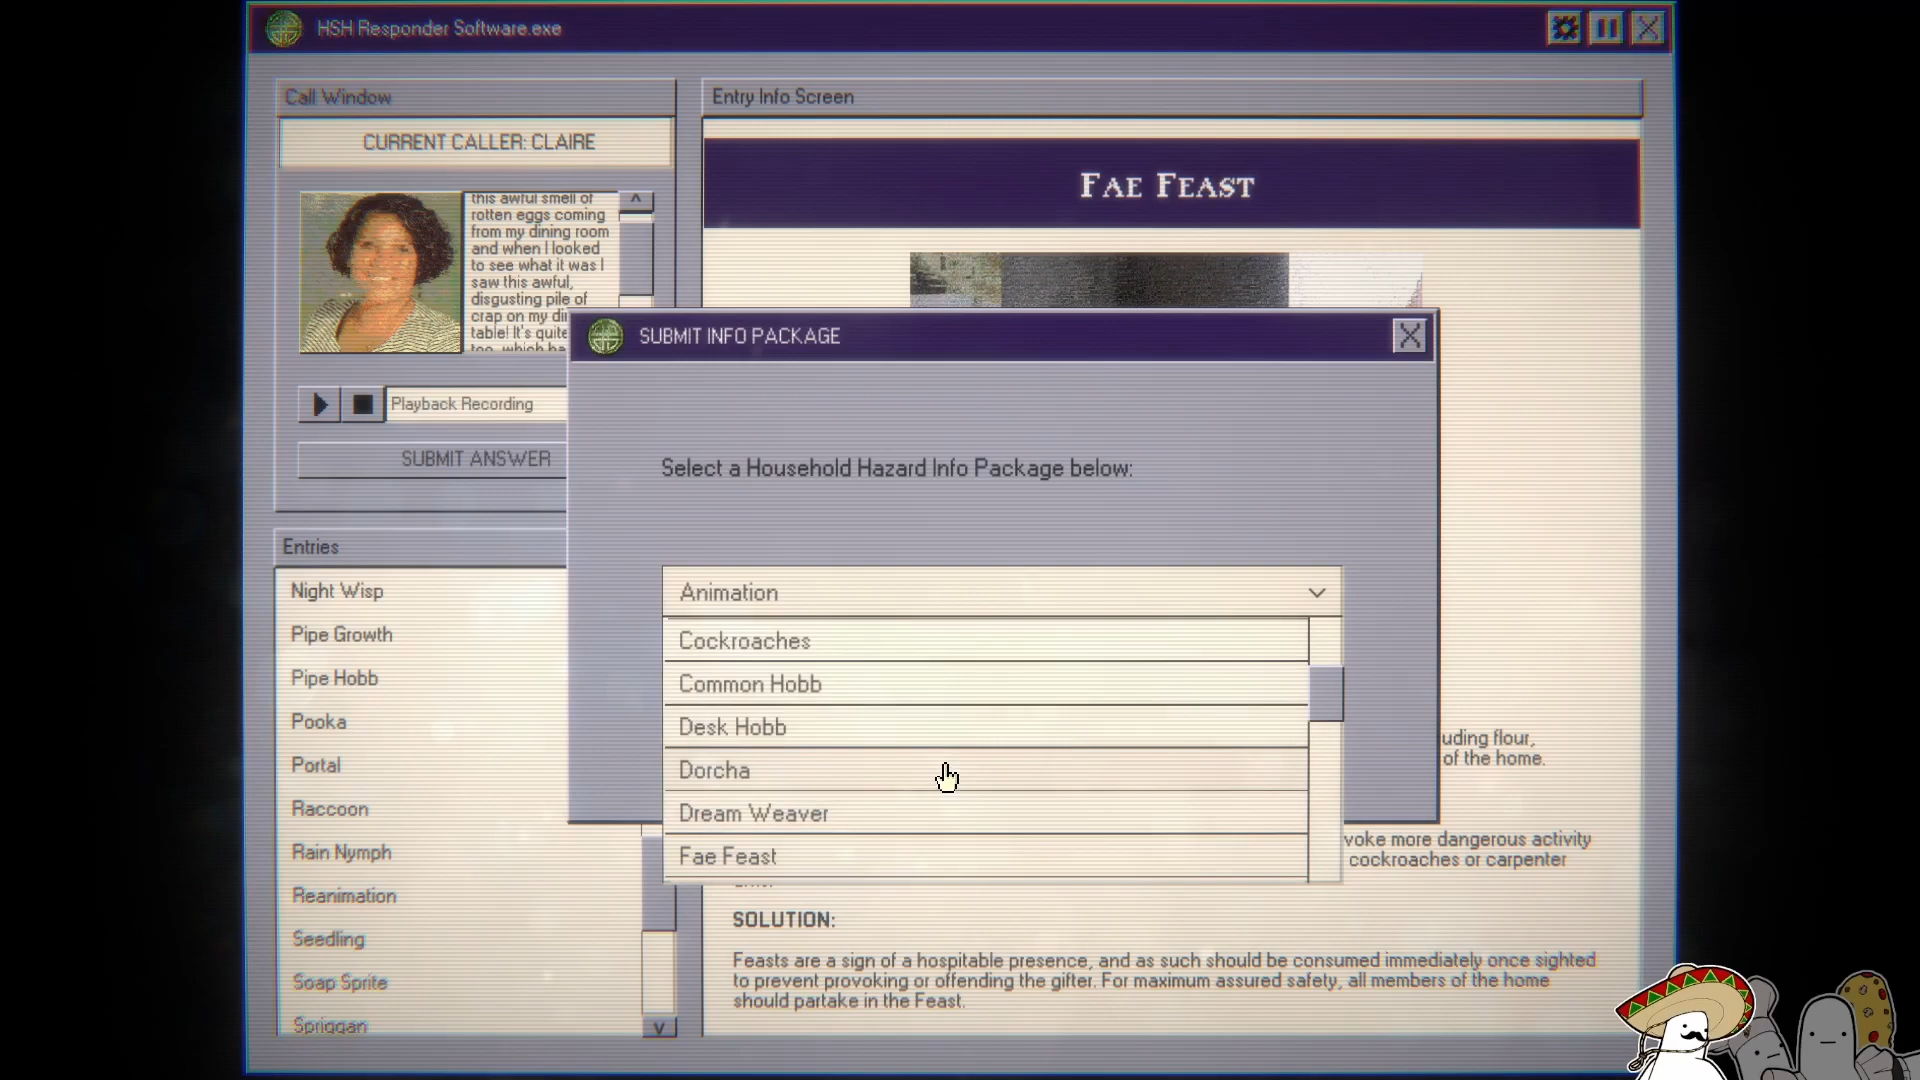 HSH Responder Software.exe
Call Window
CURRENT CALLER: CLAIRE
this awful smell of
rotten eggs coming
from my dining room
and when I looked
to see what it was I
saw this awful,
disgusting pile of
crap on my di
table! It's quite
too, which ha
Playback Recording
SUBMIT ANSWER
Entries
Night Wisp
Pipe Growth
Pipe Hobb
Pooka
Portal
Raccoon
Rain Nymph
Reanimation
Seedling
Soap Sprite
Spriggan
Entry Info Screen
FAE FEAST
SUBMIT INFO PACKAGE
Select a Household Hazard Info Package below:
Animation
Cockroaches
Common Hobb
Desk Hobb
Dorcha
Dream Weaver
Fae Feast
uding flour,
of the home.
voke more dangerous activity
cockroaches or carpenter
SOLUTION:
Feasts are a sign of a hospitable presence, and as such should be consumed immediately once sighted
to prevent provoking or offending the gifter. For maximum assured safety, all members of the home
should partake in the Feast.